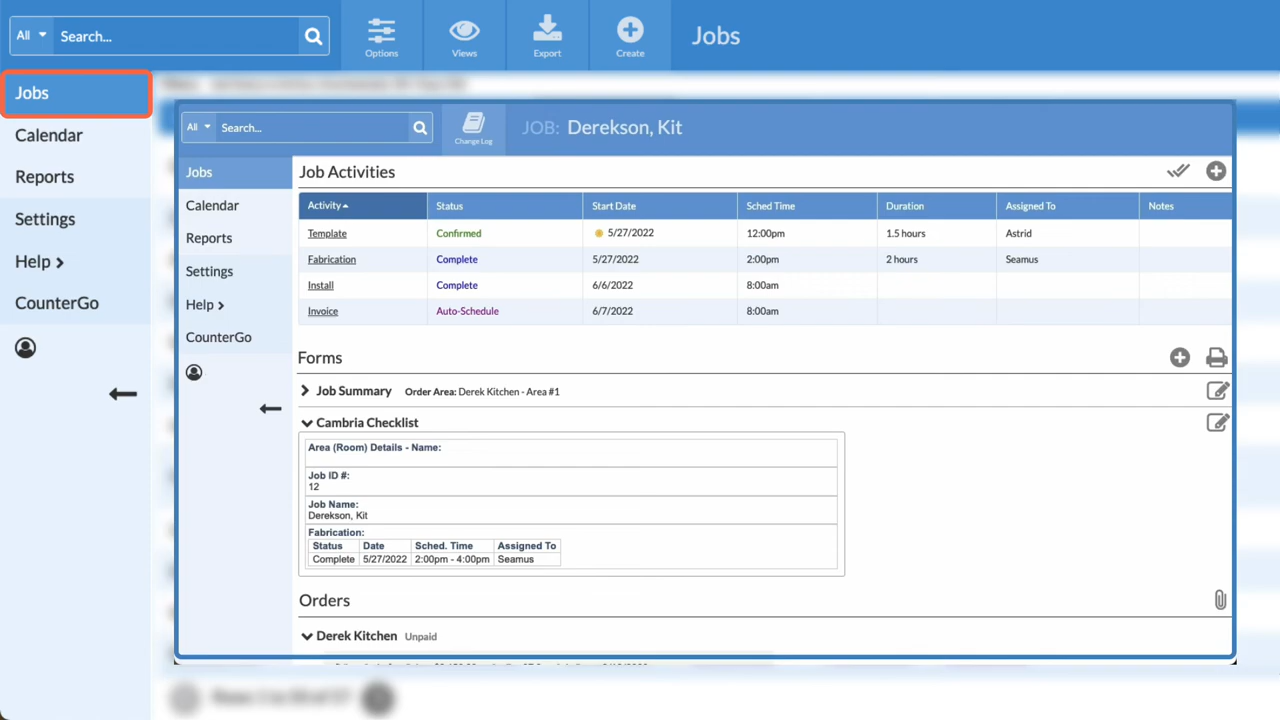 All Search... Options Views Export Create Jobs
Jobs
Calendar
Reports
Settings
Help
CounterGo
All Search... Change Log JOB: Derekson, Kit
Jobs
Calendar
Reports
Settings
Help
CounterGo
Job Activities
Activity Status Start Date Sched Time Duration Assigned To Notes
Template Confirmed 5/27/2022 12:00pm 1.5 hours Astrid
Fabrication Complete 5/27/2022 2:00pm 2 hours Seamus
Install Complete 6/6/2022 8:00am
Invoice Auto-Schedule 6/7/2022 8:00am
Forms
Job Summary Order Area: Derek Kitchen - Area #1
Cambria Checklist
Area (Room) Details - Name:
Job ID #:
12
Job Name:
Derekson, Kit
Fabrication:
Status Date Sched. Time Assigned To
Complete 5/27/2022 2:00pm - 4:00pm Seamus
Orders
Derek Kitchen Unpaid